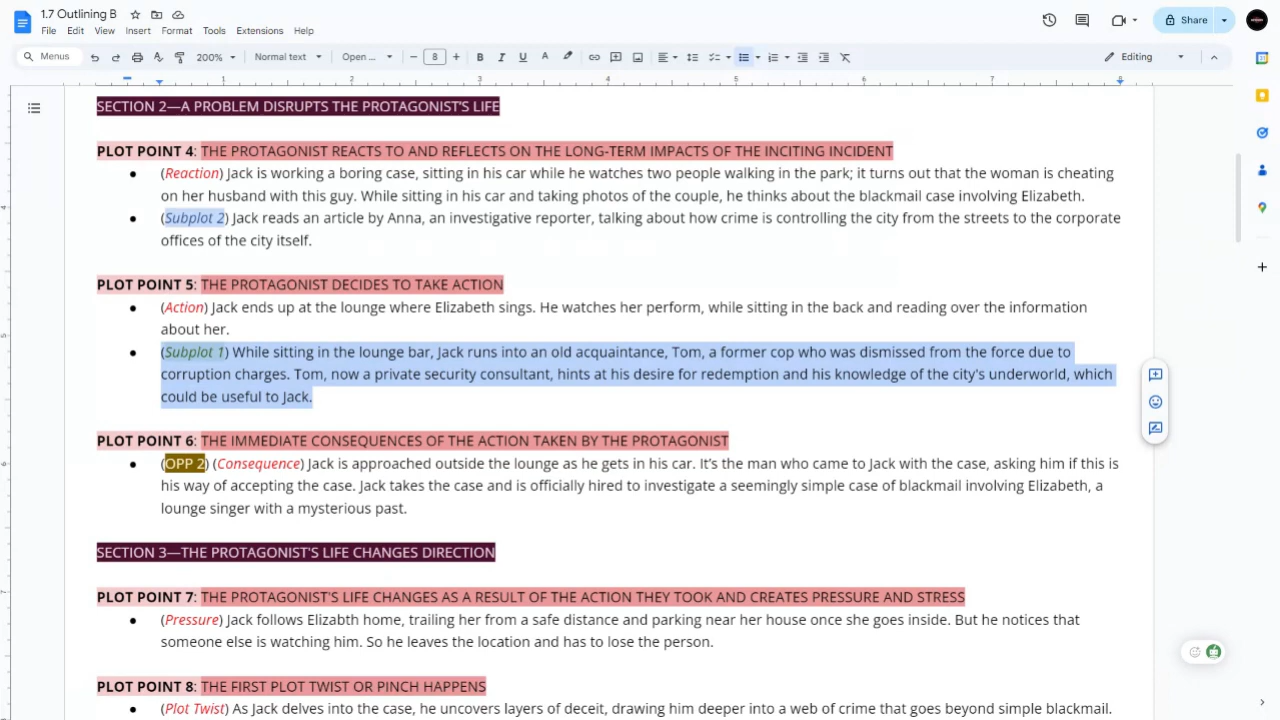 1.7 Outlining B
File Edit View Insert Format Tools Extensions Help
Share
Menus 200% Normal text Open ... 8 B I U A Editing
1 2 3 4 5 6 7
SECTION 2—A PROBLEM DISRUPTS THE PROTAGONIST'S LIFE
PLOT POINT 4: THE PROTAGONIST REACTS TO AND REFLECTS ON THE LONG-TERM IMPACTS OF THE INCITING INCIDENT
● (Reaction) Jack is working a boring case, sitting in his car while he watches two people walking in the park; it turns out that the woman is cheating
on her husband with this guy. While sitting in his car and taking photos of the couple, he thinks about the blackmail case involving Elizabeth.
● (Subplot 2) Jack reads an article by Anna, an investigative reporter, talking about how crime is controlling the city from the streets to the corporate
offices of the city itself.
PLOT POINT 5: THE PROTAGONIST DECIDES TO TAKE ACTION
● (Action) Jack ends up at the lounge where Elizabeth sings. He watches her perform, while sitting in the back and reading over the information
about her.
● (Subplot 1) While sitting in the lounge bar, Jack runs into an old acquaintance, Tom, a former cop who was dismissed from the force due to
corruption charges. Tom, now a private security consultant, hints at his desire for redemption and his knowledge of the city's underworld, which
could be useful to Jack.
PLOT POINT 6: THE IMMEDIATE CONSEQUENCES OF THE ACTION TAKEN BY THE PROTAGONIST
● (OPP 2) (Consequence) Jack is approached outside the lounge as he gets in his car. It's the man who came to Jack with the case, asking him if this is
his way of accepting the case. Jack takes the case and is officially hired to investigate a seemingly simple case of blackmail involving Elizabeth, a
lounge singer with a mysterious past.
SECTION 3—THE PROTAGONIST'S LIFE CHANGES DIRECTION
PLOT POINT 7: THE PROTAGONIST'S LIFE CHANGES AS A RESULT OF THE ACTION THEY TOOK AND CREATES PRESSURE AND STRESS
● (Pressure) Jack follows Elizabth home, trailing her from a safe distance and parking near her house once she goes inside. But he notices that
someone else is watching him. So he leaves the location and has to lose the person.
PLOT POINT 8: THE FIRST PLOT TWIST OR PINCH HAPPENS
● (Plot Twist) As Jack delves into the case, he uncovers layers of deceit, drawing him deeper into a web of crime that goes beyond simple blackmail.